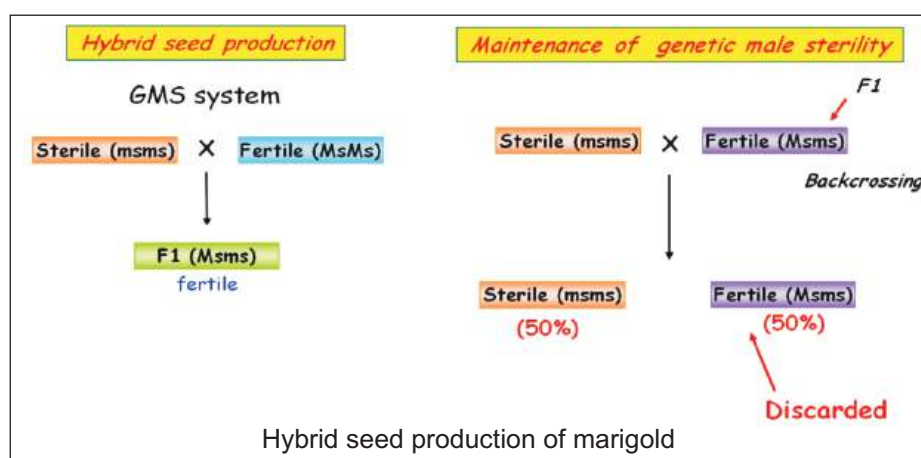 Hybrid seed production
GMS system
Sterile (msms) X Fertile (MsMs)
F1 (Msms)
fertile
Maintenance of genetic male sterility
F1
Sterile (msms) X Fertile (Msms)
Backcrossing
Sterile (msms) Fertile (Msms)
(50%) (50%)
Discarded
Hybrid seed production of marigold